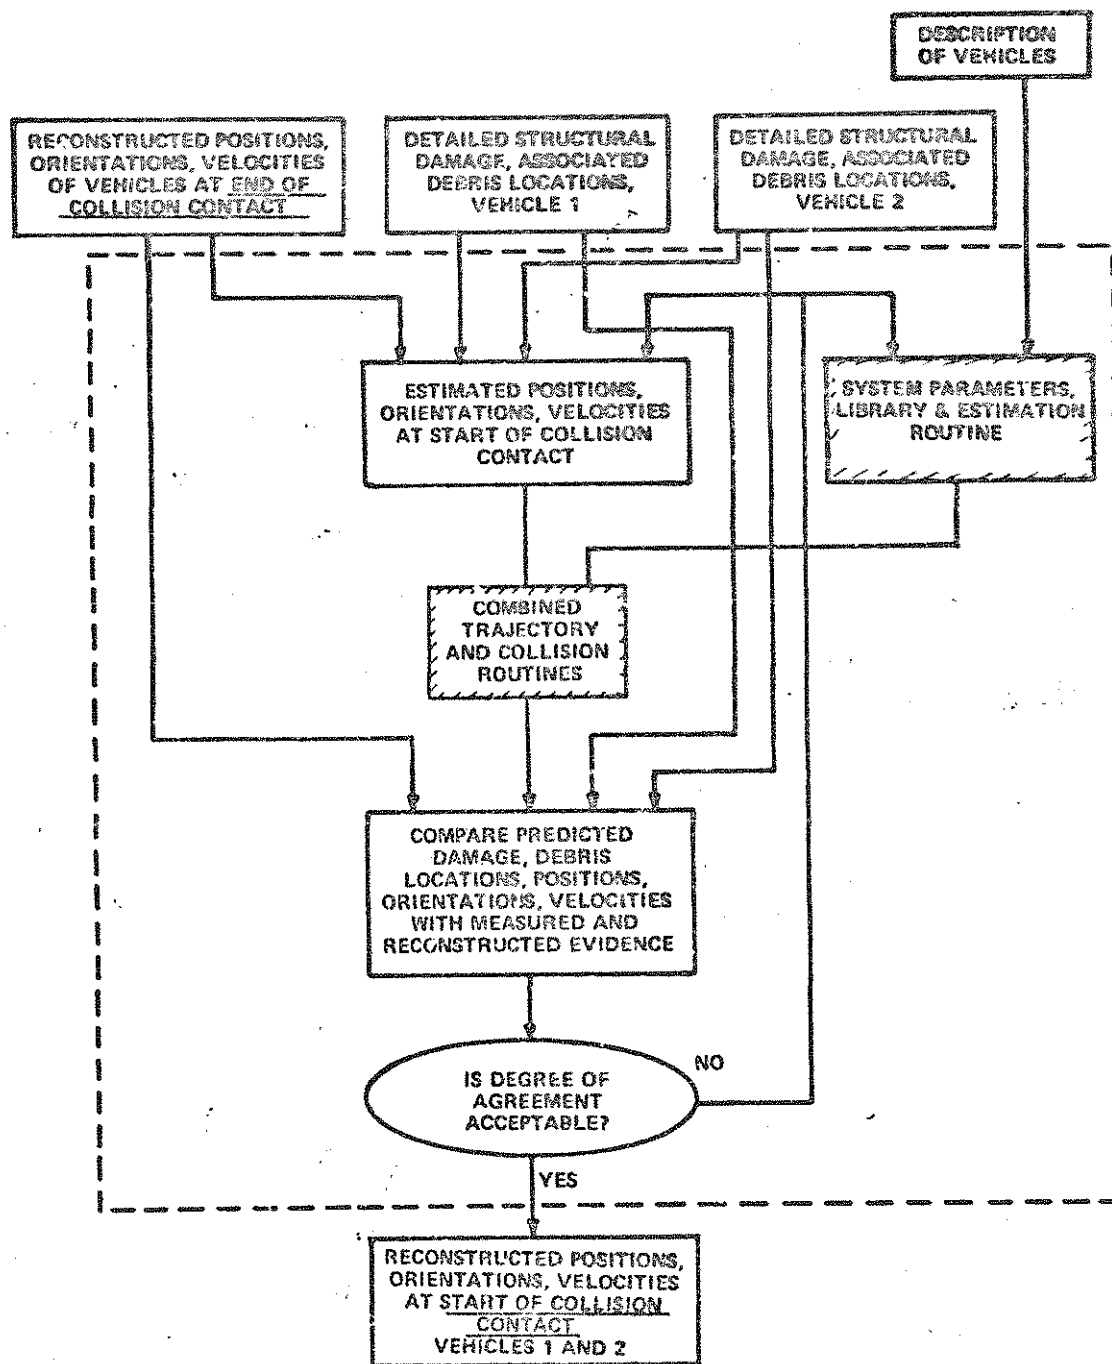 DESCRIPTION
OF VEHICLES
RECONSTRUCTED POSITIONS,
ORIENTATIONS, VELOCITIES
OF VEHICLES AT END OF
COLLISION CONTACT
DETAILED STRUCTURAL
DAMAGE, ASSOCIATED
DEBRIS LOCATIONS,
VEHICLE 1
DETAILED STRUCTURAL
DAMAGE, ASSOCIATED
DEBRIS LOCATIONS,
VEHICLE 2
ESTIMATED POSITIONS,
ORIENTATIONS, VELOCITIES
AT START OF COLLISION
CONTACT
SYSTEM PARAMETERS,
LIBRARY & ESTIMATION
ROUTINE
COMBINED
TRAJECTORY
AND COLLISION
ROUTINES
COMPARE PREDICTED
DAMAGE, DEBRIS
LOCATIONS, POSITIONS,
ORIENTATIONS, VELOCITIES
WITH MEASURED AND
RECONSTRUCTED EVIDENCE
IS DEGREE OF
AGREEMENT
ACCEPTABLE?
NO
YES
RECONSTRUCTED POSITIONS,
ORIENTATIONS, VELOCITIES
AT START OF COLLISION
CONTACT
VEHICLES 1 AND 2